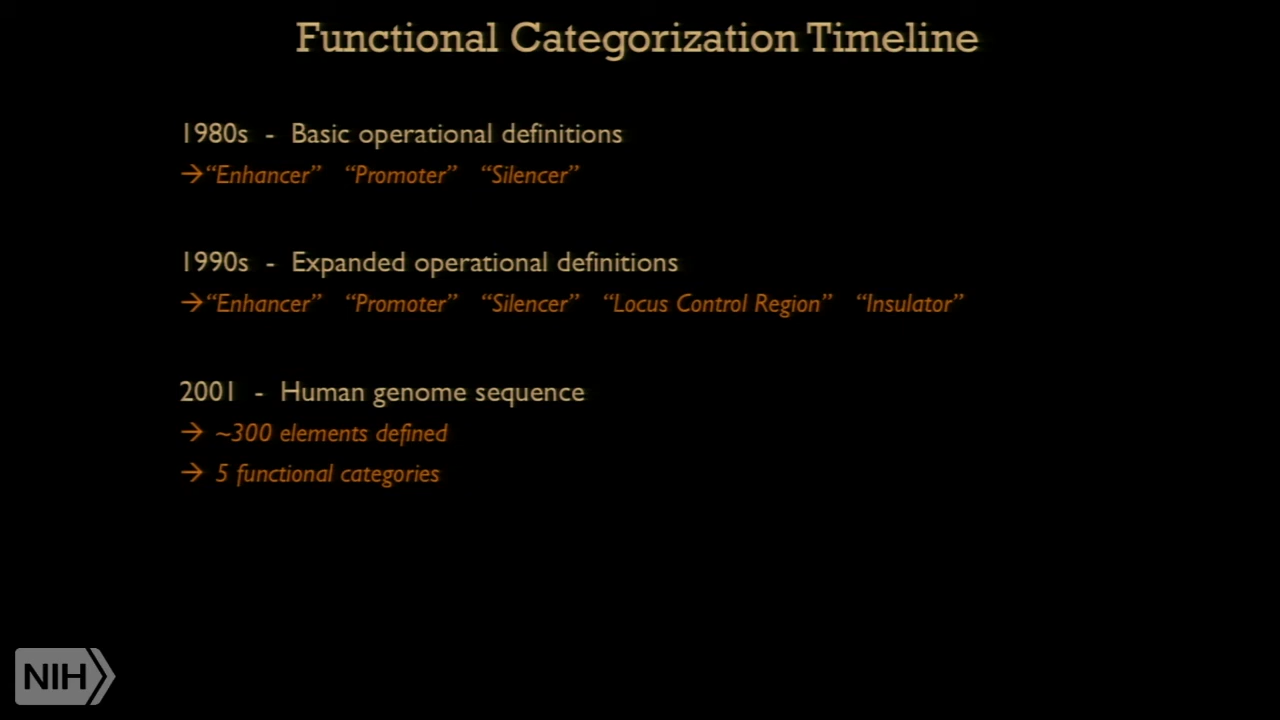 Functional Categorization Timeline
1980s - Basic operational definitions
→“Enhancer” “Promoter” “Silencer”
1990s - Expanded operational definitions
→“Enhancer” “Promoter” “Silencer” “Locus Control Region” “Insulator”
2001 - Human genome sequence
→ ~300 elements defined
→ 5 functional categories
NIH